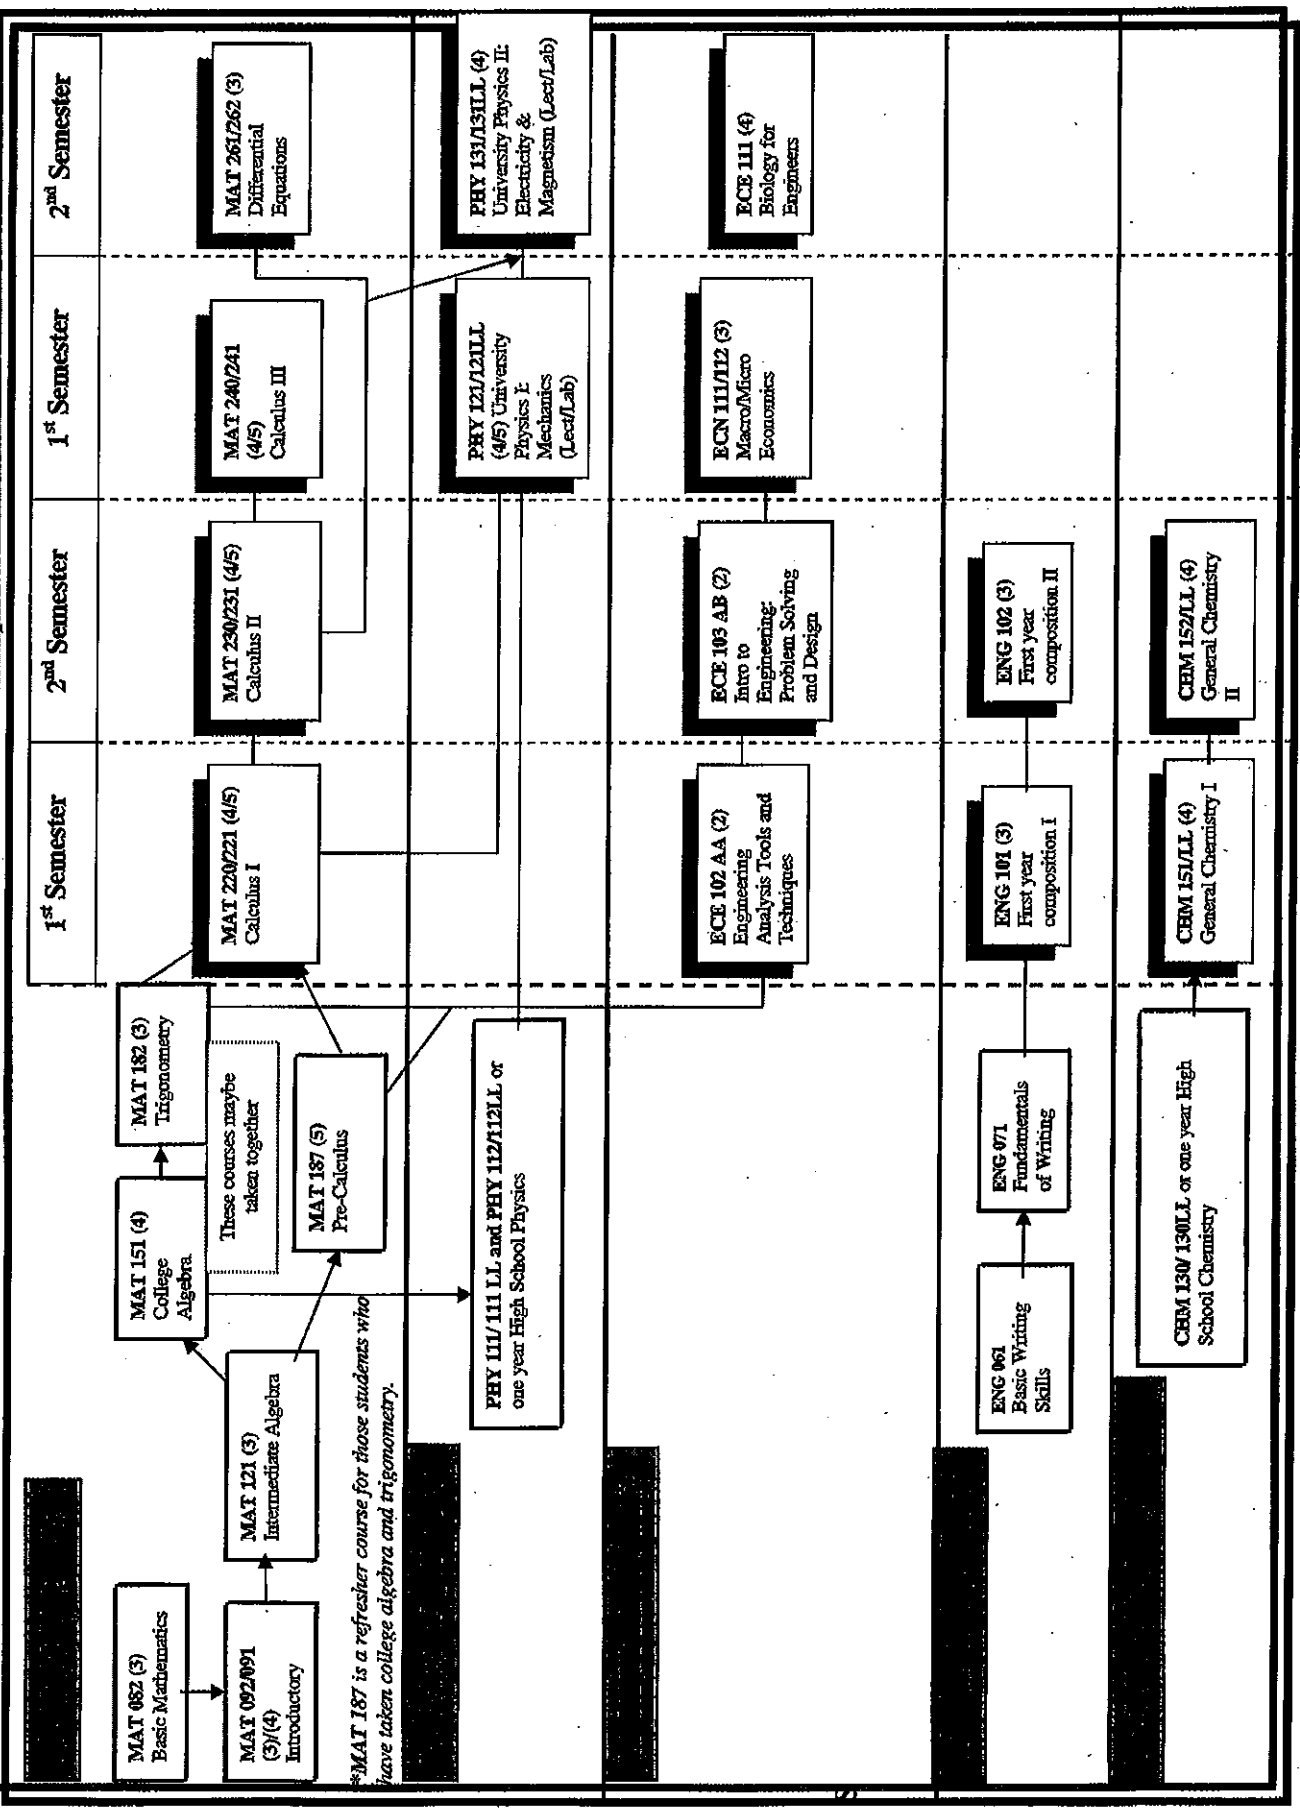 1st Semester
2nd Semester
1st Semester
2nd Semester
MAT 082 (3)
Basic Mathematics
MAT 092/091
(3)/(4)
Introductory
MAT 121 (3)
Intermediate Algebra
MAT 151 (4)
College
Algebra
MAT 182 (3)
Trigonometry
These courses maybe
taken together
MAT 187 (5)
Pre-Calculus
*MAT 187 is a refresher course for those students who
have taken college algebra and trigonometry.
MAT 220/221 (4/5)
Calculus I
MAT 230/231 (4/5)
Calculus II
MAT 240/241
(4/5)
Calculus III
MAT 261/262 (3)
Differential
Equations
PHY 111/ 111 LL and PHY 112/112LL or
one year High School Physics
PHY 121/121LL
(4/5) University
Physics I:
Mechanics
(Lect/Lab)
PHY 131/131LL (4)
University Physics II:
Electricity &
Magnetism (Lect/Lab)
ECE 102 AA (2)
Engineering
Analysis Tools and
Techniques
ECE 103 AB (2)
Intro to
Engineering:
Problem Solving
and Design
ECN 111/112 (3)
Macro/Micro
Economics
ECE 111 (4)
Biology for
Engineers
ENG 061
Basic Writing
Skills
ENG 071
Fundamentals
of Writing
ENG 101 (3)
First year
composition I
ENG 102 (3)
First year
composition II
CHM 130/ 130LL or one year High
School Chemistry
CHM 151/LL (4)
General Chemistry I
CHM 152/LL (4)
General Chemistry
II